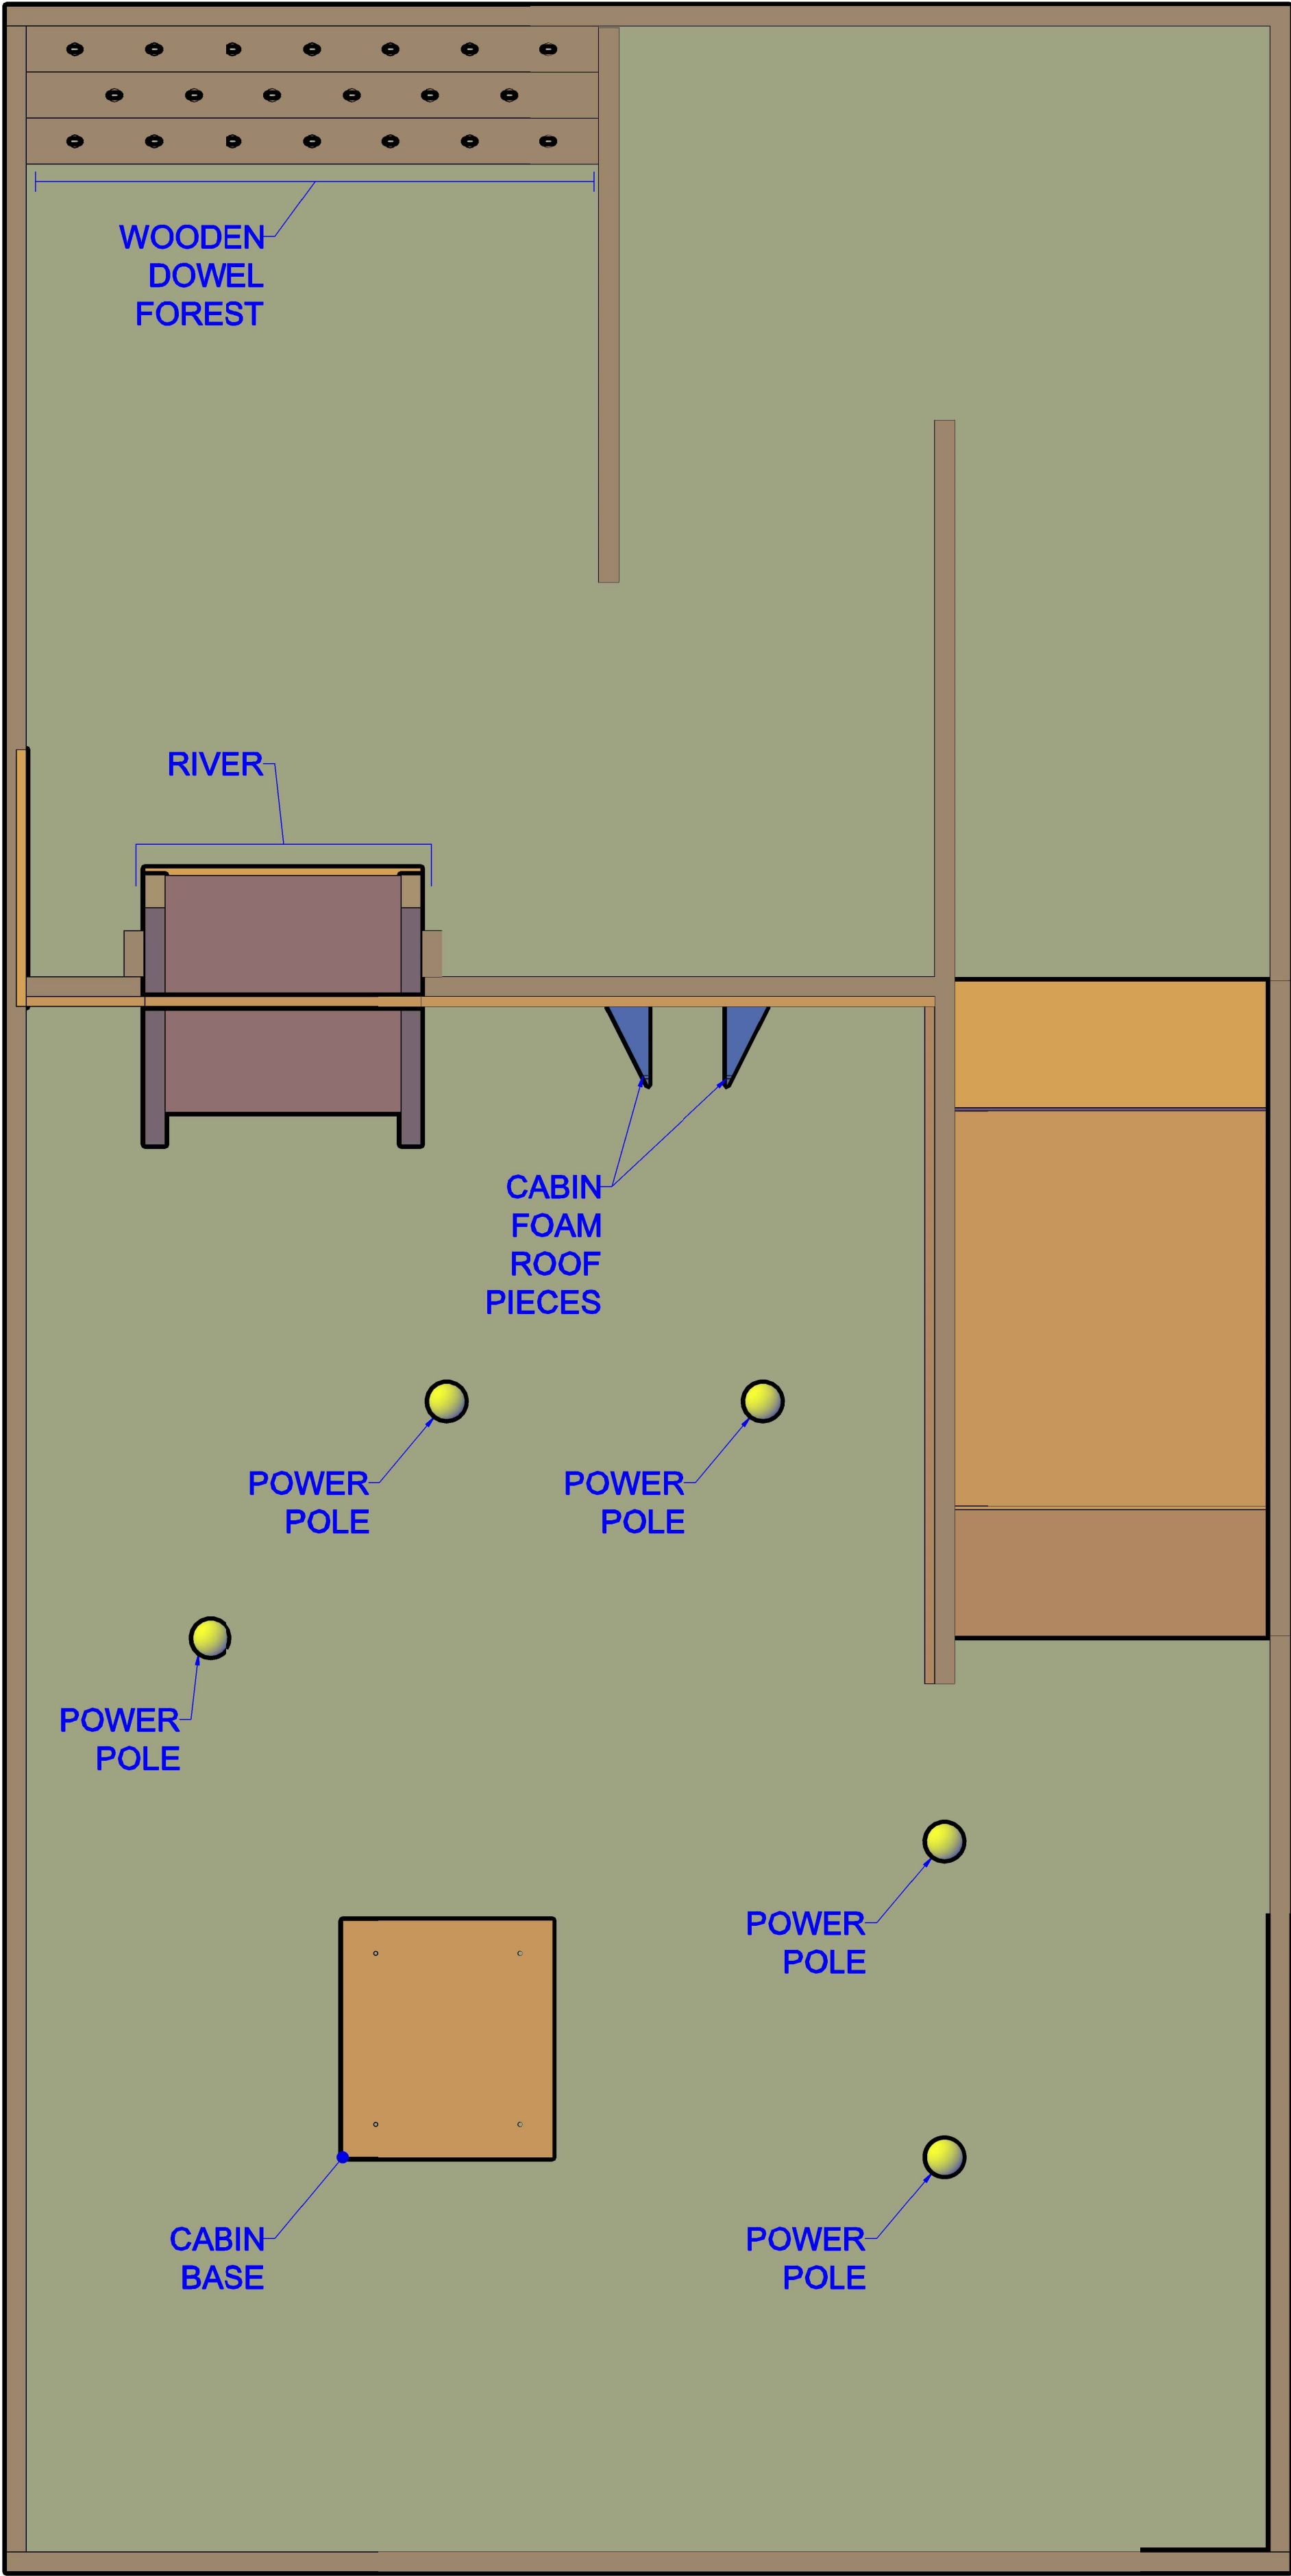 WOODEN
DOWEL
FOREST
RIVER
CABIN
FOAM
ROOF
PIECES
POWER
POLE
POWER
POLE
POWER
POLE
POWER
POLE
CABIN
BASE
POWER
POLE